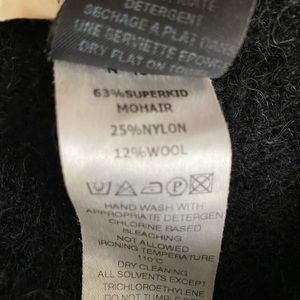 DETERGENT
SECHAGE A PLAT DANS
UNE SERVIETTE EPONGE
DRY FLAT ON
63%SUPERKID
MOHAIR
25%NYLON
12%WOOL
HAND WASH WITH
APPROPRIATE DETERGEN
CHLORINE BASED
BLEACHING
NOT ALLOWED
IRONING TEMPERATURE
110°C
DRY CLEANING
ALL SOLVENTS EXCEPT
TRICHLOROETHYLENE
DO NOT TUMBLE